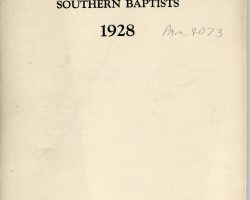 SOUTHERN BAPTISTS
1928 Pam. 4073